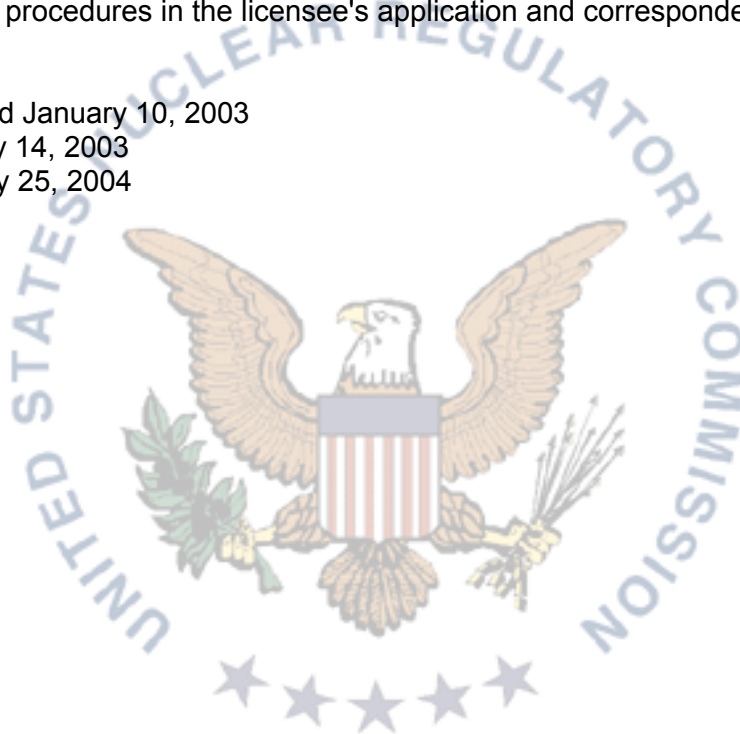 procedures in the licensee's application and corresponde
d January 10, 2003
y 14, 2003
y 25, 2004
UNITED STATES NUCLEAR REGULATORY COMMISSION